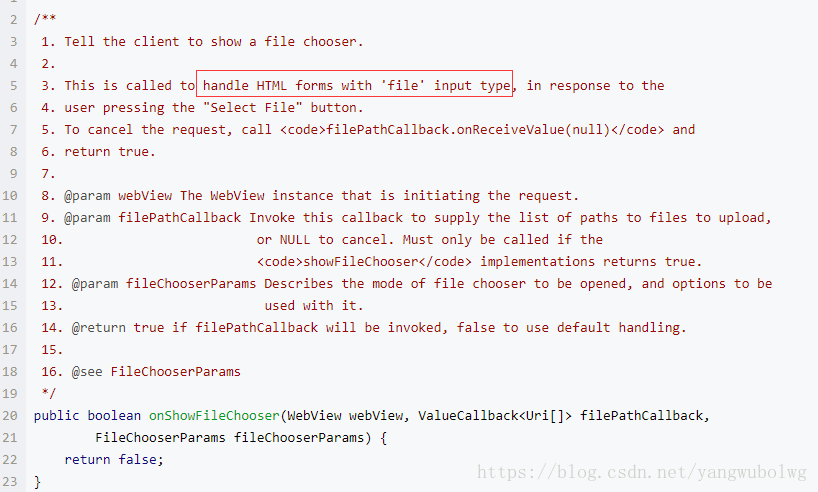 2 /**
3 1. Tell the client to show a file chooser.
4 2.
5 3. This is called to handle HTML forms with 'file' input type, in response to the
6 4. user pressing the "Select File" button.
7 5. To cancel the request, call <code>filePathCallback.onReceiveValue(null)</code> and
8 6. return true.
9 7.
10 8. @param webView The WebView instance that is initiating the request.
11 9. @param filePathCallback Invoke this callback to supply the list of paths to files to upload,
12 10. or NULL to cancel. Must only be called if the
13 11. <code>showFileChooser</code> implementations returns true.
14 12. @param fileChooserParams Describes the mode of file chooser to be opened, and options to be
15 13. used with it.
16 14. @return true if filePathCallback will be invoked, false to use default handling.
17 15.
18 16. @see FileChooserParams
19 */
20 public boolean onShowFileChooser(WebView webView, ValueCallback<Uri[]> filePathCallback,
21 FileChooserParams fileChooserParams) {
22 return false;
23 }
https://blog.csdn.net/yangwubolwg